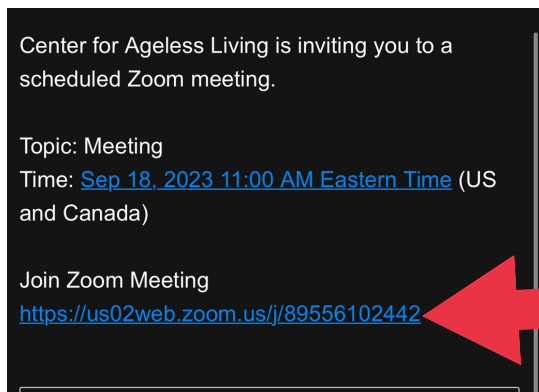 Center for Ageless Living is inviting you to a
scheduled Zoom meeting.
Topic: Meeting
Time: Sep 18, 2023 11:00 AM Eastern Time (US
and Canada)
Join Zoom Meeting
https://us02web.zoom.us/j/89556102442